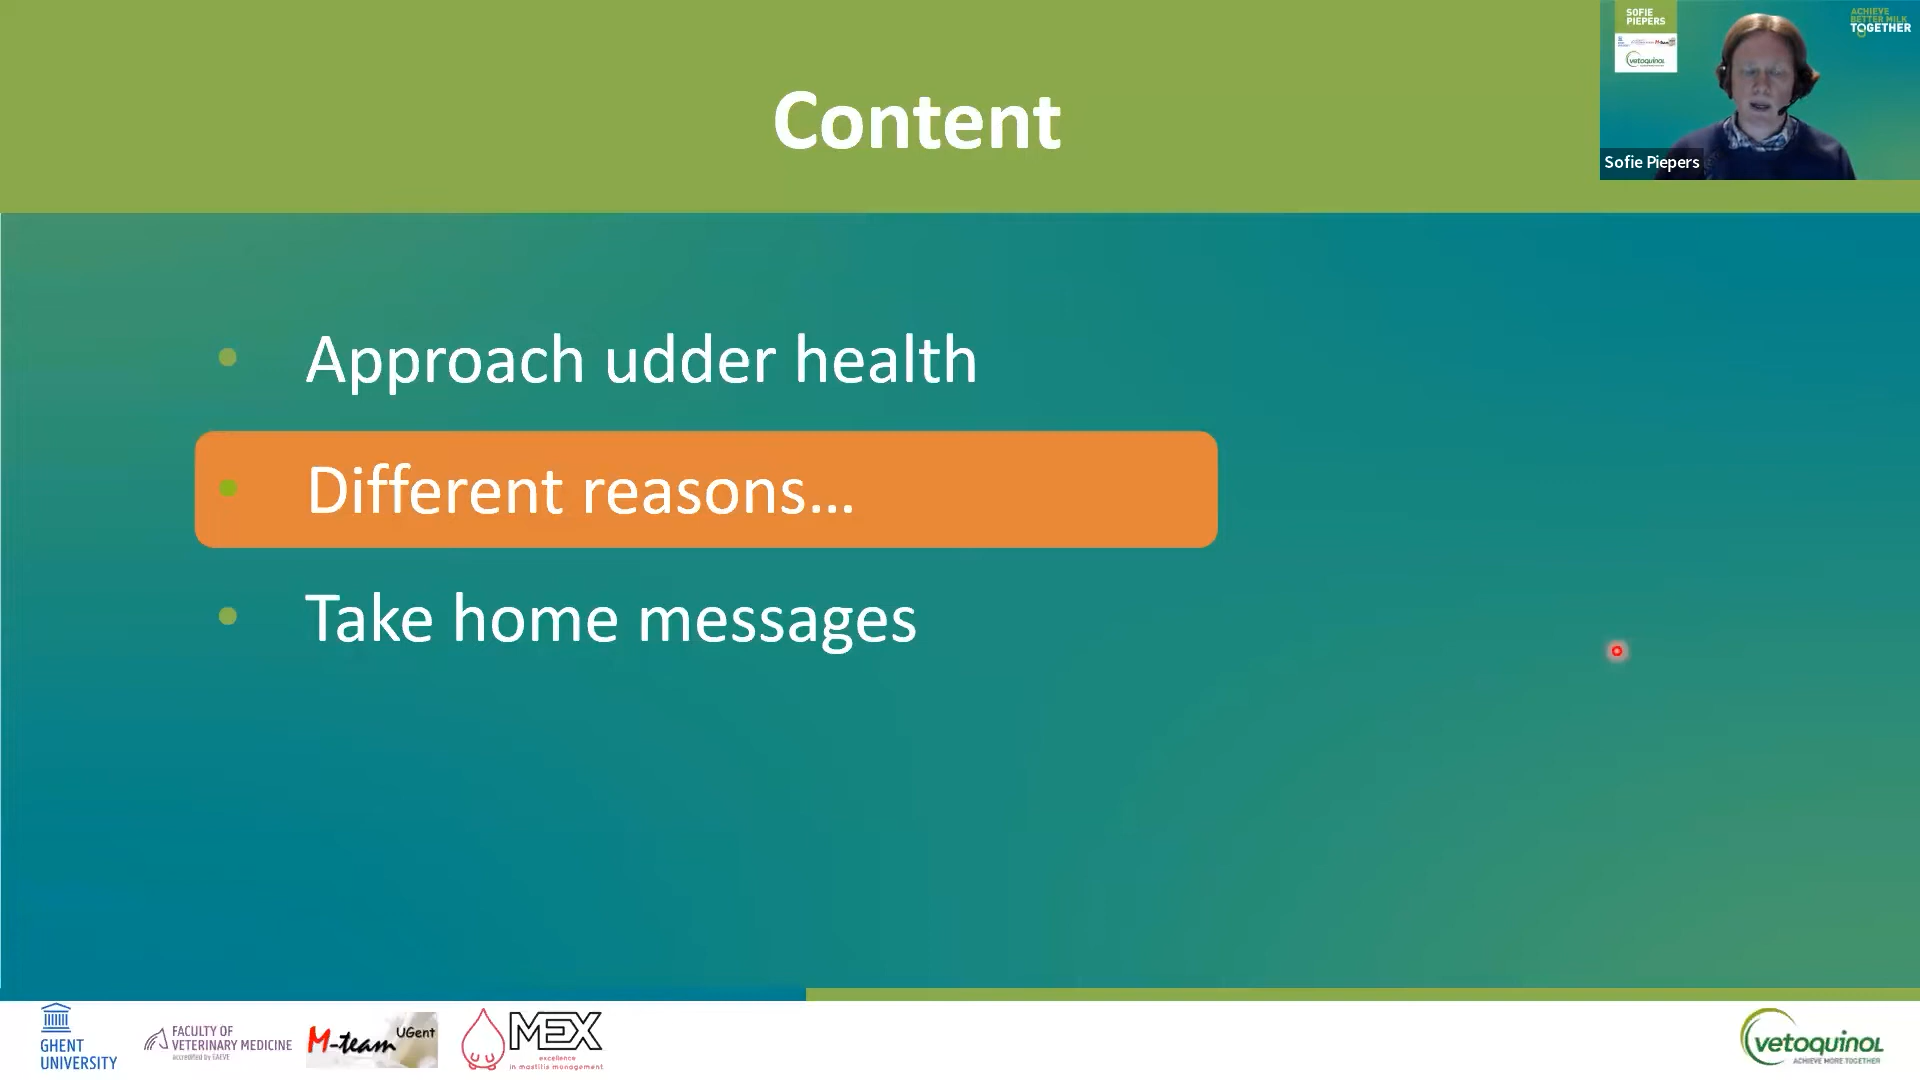 Content
SOFIE
PIEPERS
vetoquinol
ACHIEVE
BETTER MILK
TOGETHER
Sofie Piepers
• Approach udder health
• Different reasons...
• Take home messages
GHENT
UNIVERSITY
FACULTY OF
VETERINARY MEDICINE
accredited by EAEVE
M-team UGent
MEX
excellence
in mastitis management
vetoquinol
ACHIEVE MORE TOGETHER